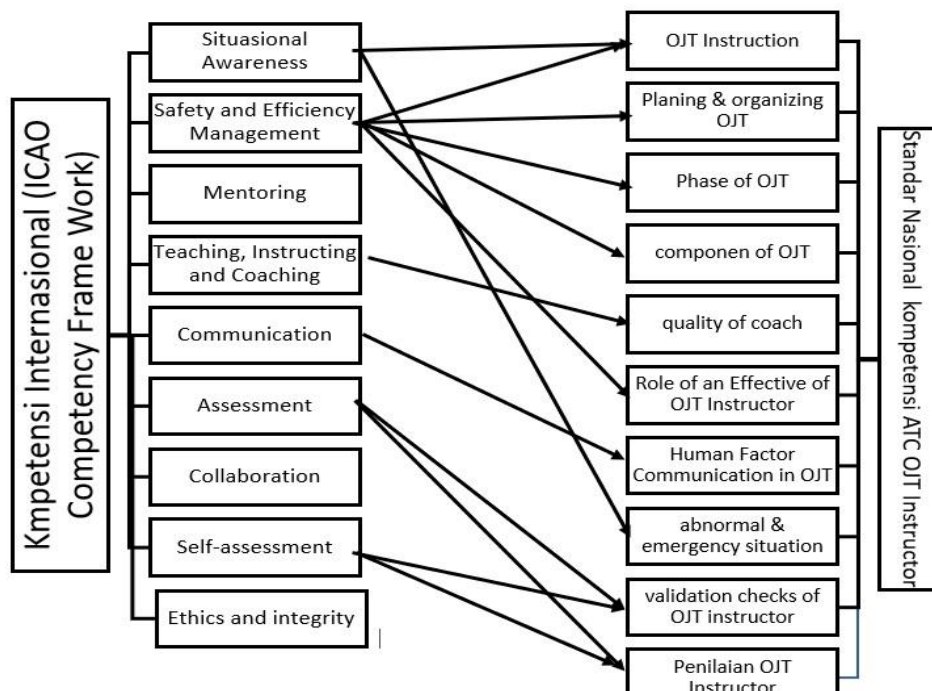 Kmpetensi Internasional (ICAO
Competency Frame Work)
Situasional
Awareness
Safety and Efficiency
Management
Mentoring
Teaching, Instructing
and Coaching
Communication
Assessment
Collaboration
Self-assessment
Ethics and integrity
OJT Instruction
Planing & organizing
OJT
Phase of OJT
componen of OJT
quality of coach
Role of an Effective of
OJT Instructor
Human Factor
Communication in OJT
abnormal &
emergency situation
validation checks of
OJT instructor
Penilaian OJT
Instructor
Standar Nasional kompetensi ATC OJT Instructor